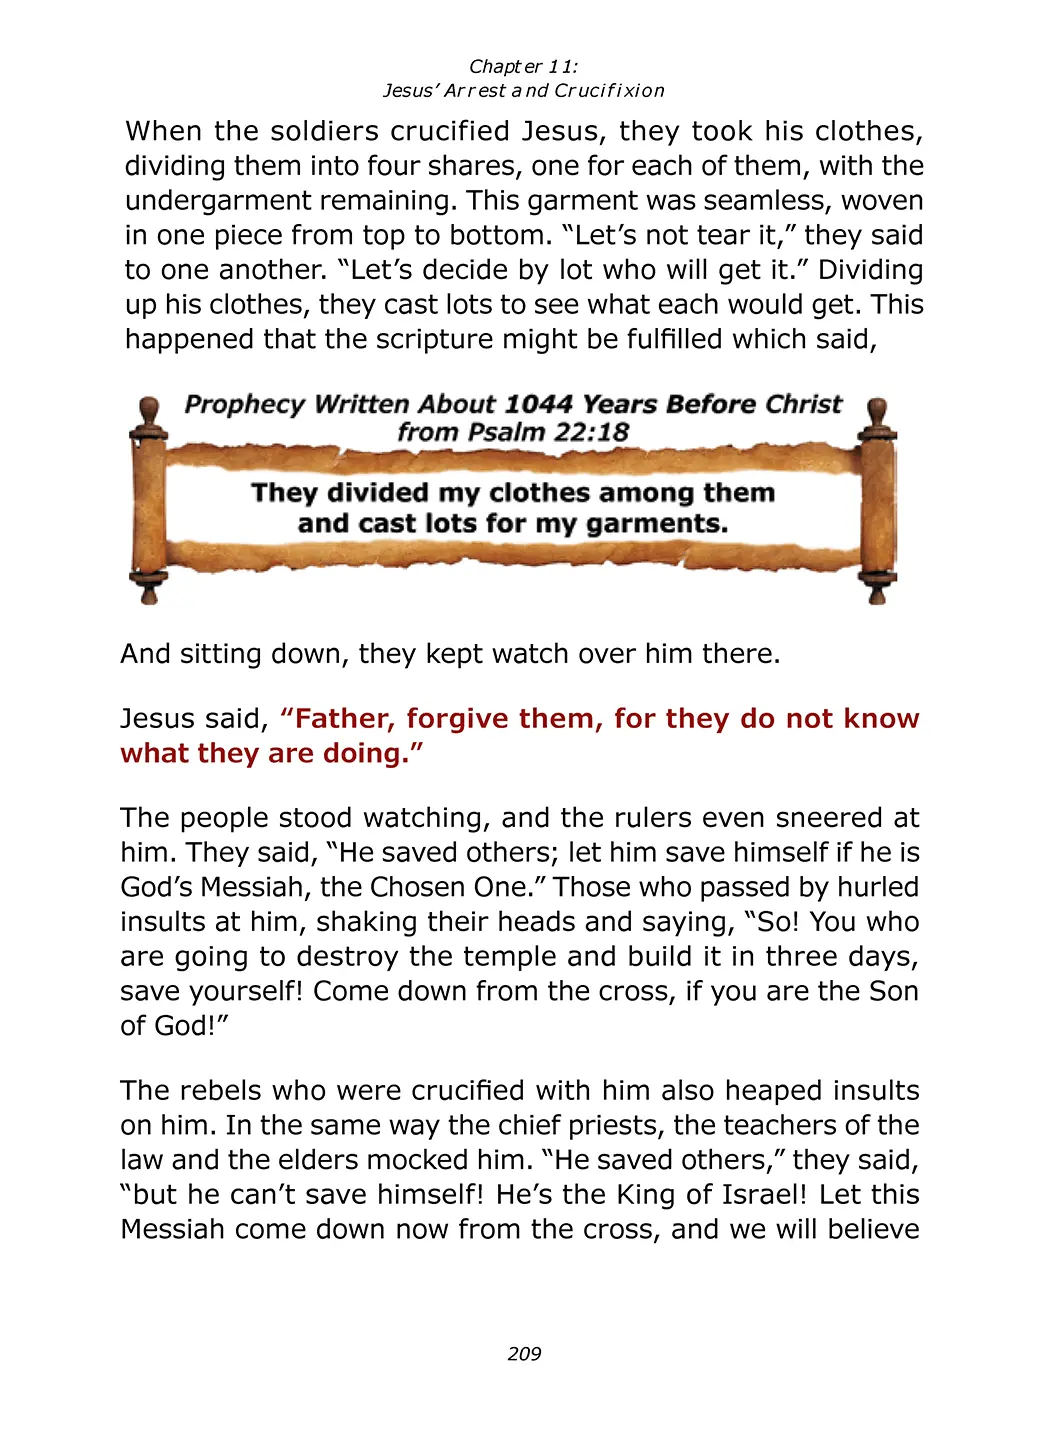 Chapter 11:
Jesus’ Arrest and Crucifixion
When the soldiers crucified Jesus, they took his clothes,
dividing them into four shares, one for each of them, with the
undergarment remaining. This garment was seamless, woven
in one piece from top to bottom. “Let’s not tear it,” they said
to one another. “Let’s decide by lot who will get it.” Dividing
up his clothes, they cast lots to see what each would get. This
happened that the scripture might be fulfilled which said,
Prophecy Written About 1044 Years Before Christ
from Psalm 22:18
They divided my clothes among them
and cast lots for my garments.
And sitting down, they kept watch over him there.
Jesus said, “Father, forgive them, for they do not know
what they are doing.”
The people stood watching, and the rulers even sneered at
him. They said, “He saved others; let him save himself if he is
God’s Messiah, the Chosen One.” Those who passed by hurled
insults at him, shaking their heads and saying, “So! You who
are going to destroy the temple and build it in three days,
save yourself! Come down from the cross, if you are the Son
of God!”
The rebels who were crucified with him also heaped insults
on him. In the same way the chief priests, the teachers of the
law and the elders mocked him. “He saved others,” they said,
“but he can’t save himself! He’s the King of Israel! Let this
Messiah come down now from the cross, and we will believe
209